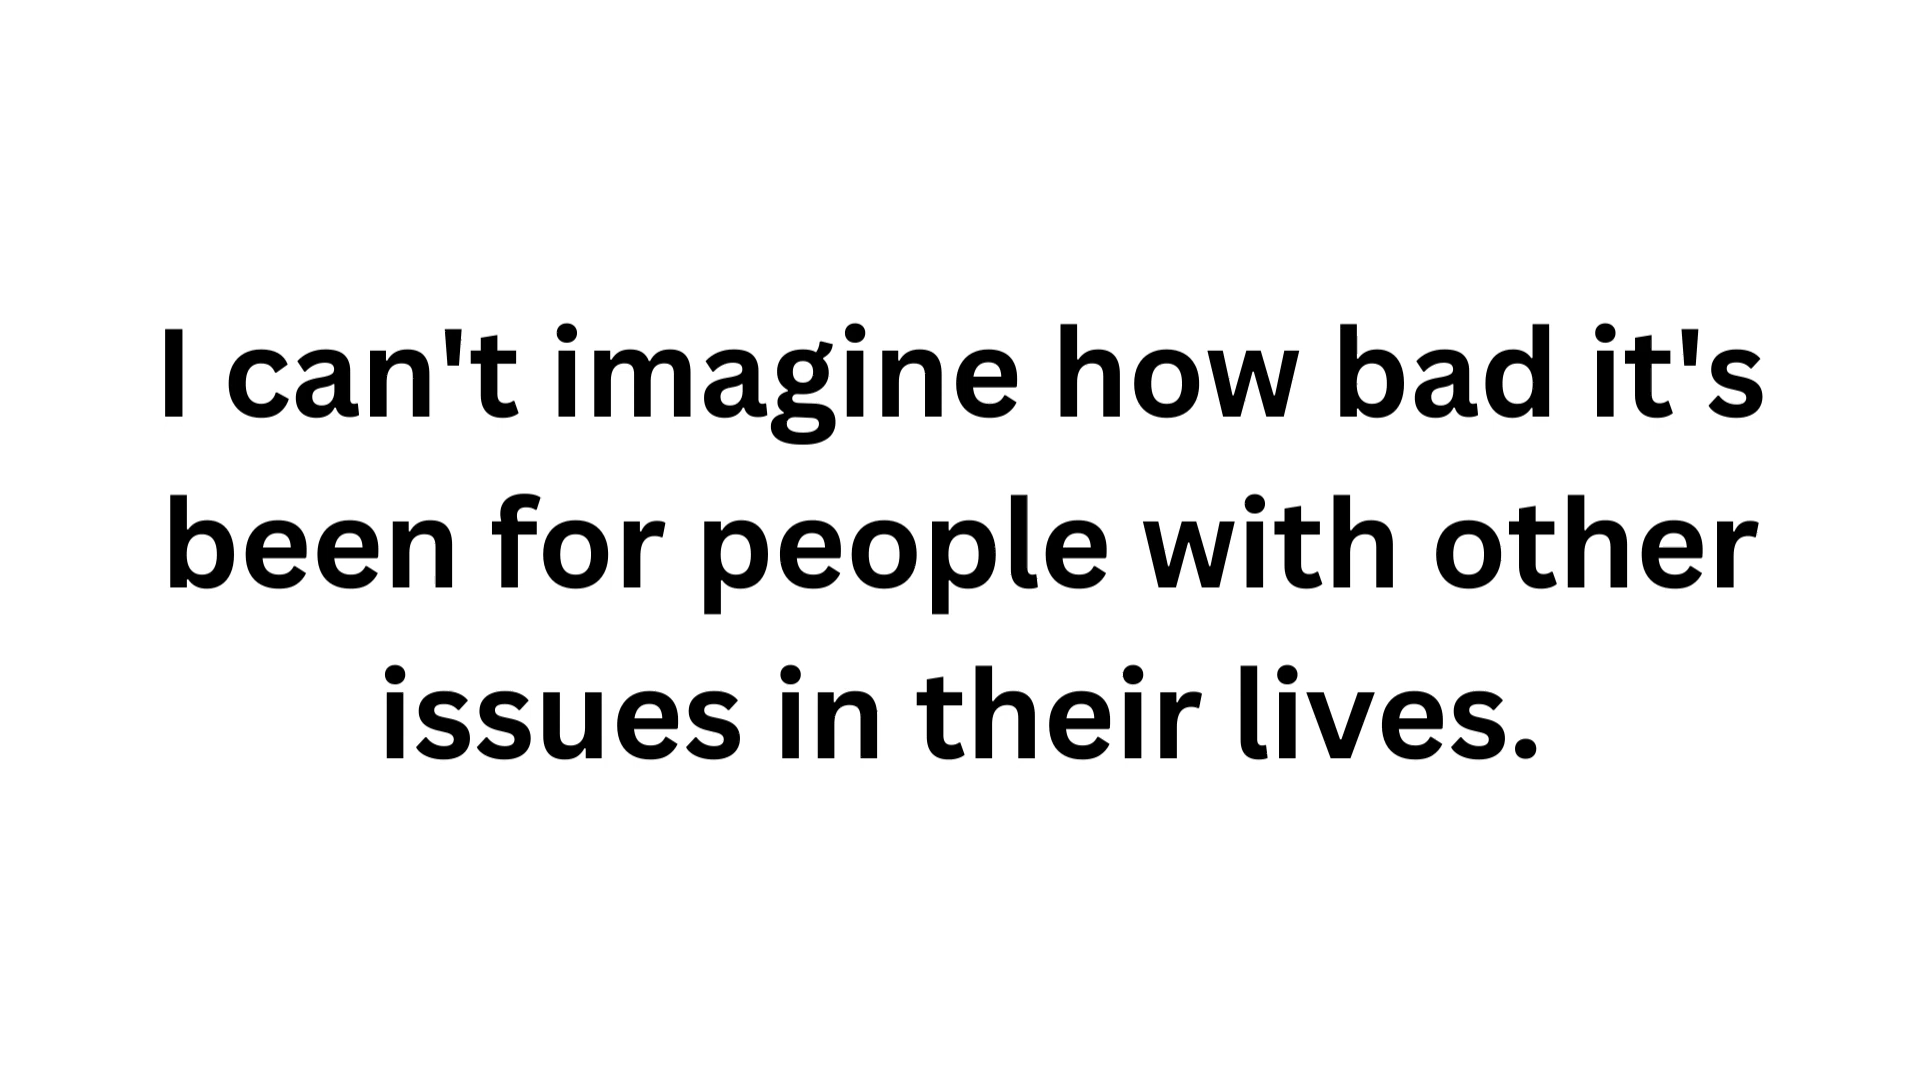 I can't imagine how bad it's
been for people with other
issues in their lives.